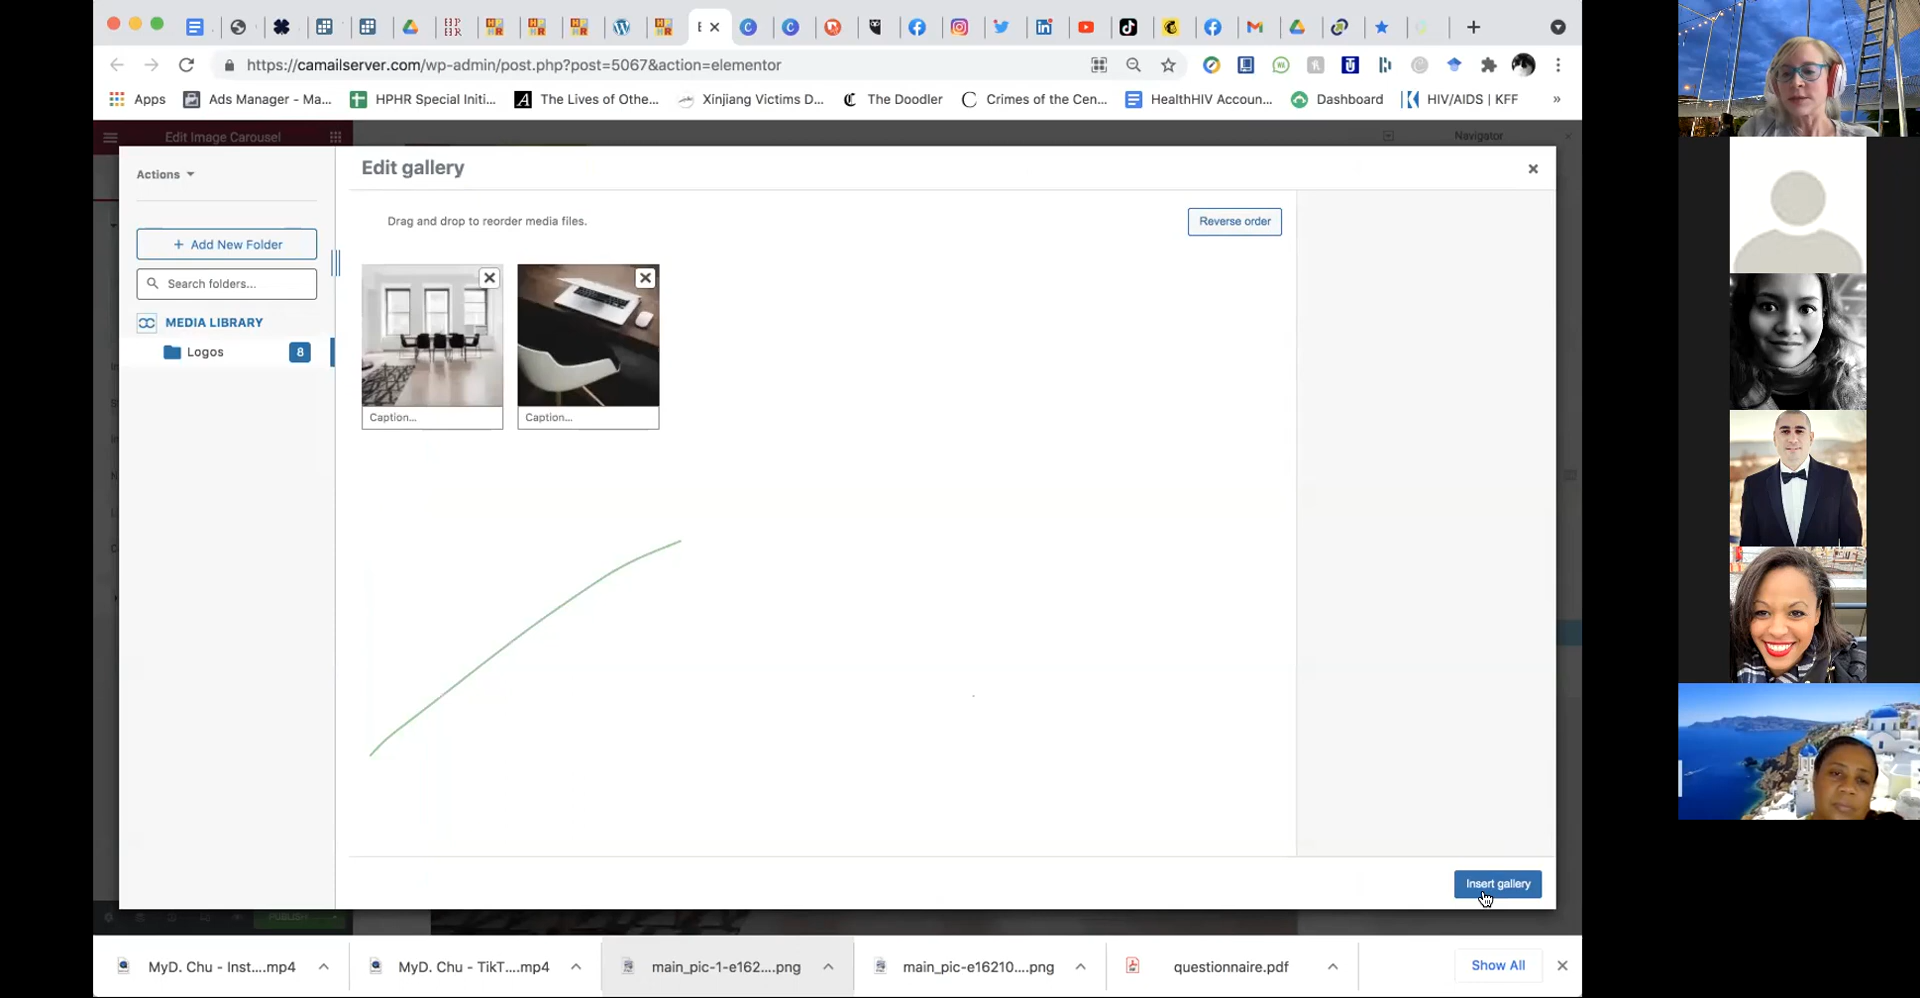 https://camailserver.com/wp-admin/post.php?post=5067&action=elementor
Apps
Ads Manager - Ma...
HPHR Special Initi...
The Lives of Othe...
Xinjiang Victims D...
The Doodler
Crimes of the Cen...
HealthHIV Accoun...
Dashboard
HIV/AIDS | KFF
»
Edit Image Carousel
Navigator
Actions
Edit gallery
Drag and drop to reorder media files.
Reverse order
+ Add New Folder
Search folders...
MEDIA LIBRARY
Logos
8
Caption...
Caption...
Insert gallery
PUBLISH
MyD. Chu - Inst....mp4
MyD. Chu - TikT....mp4
main_pic-1-e162....png
main_pic-e16210....png
questionnaire.pdf
Show All